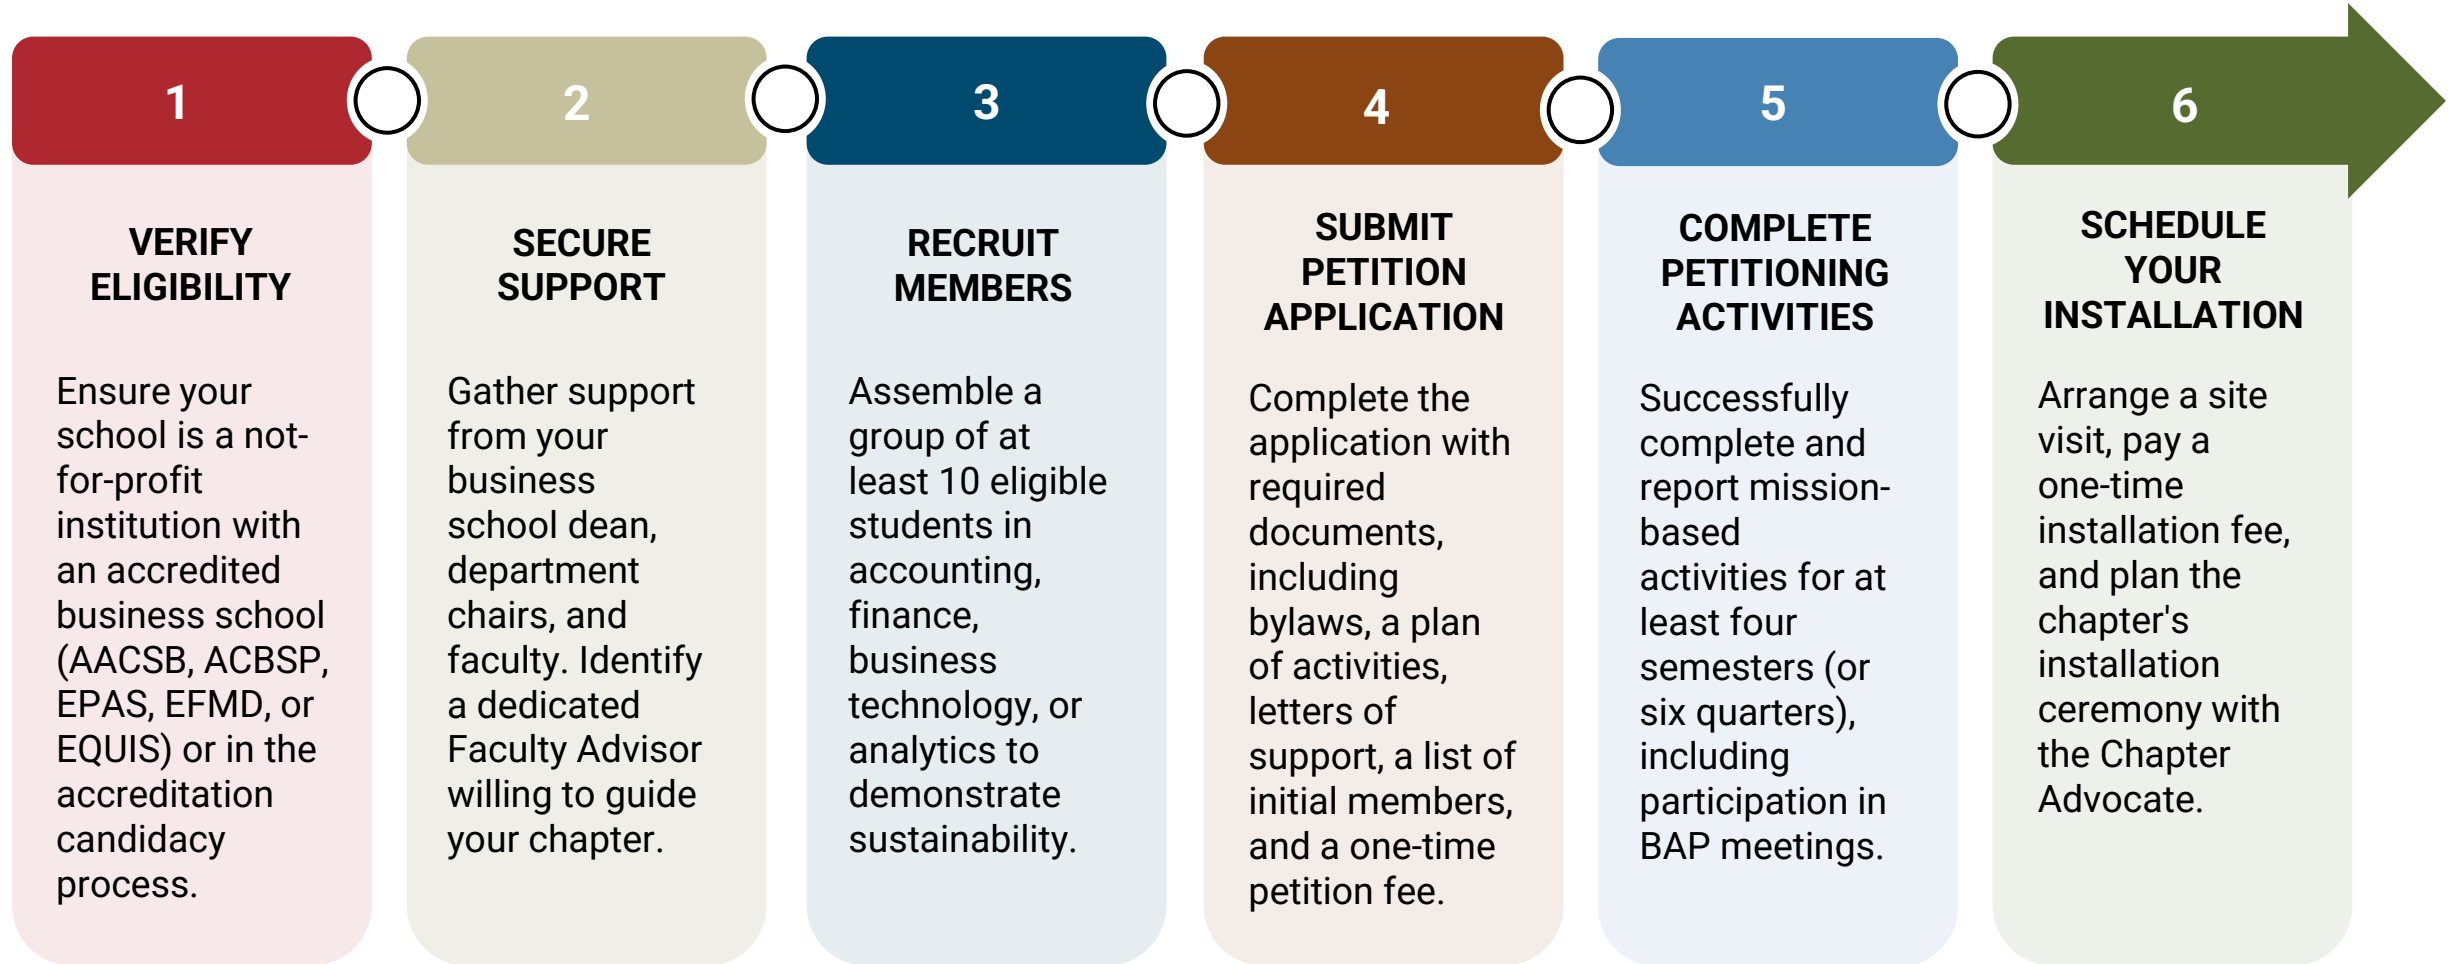 1
VERIFY
ELIGIBILITY
Ensure your
school is a not-
for-profit
institution with
an accredited
business school
(AACSB, ACBSP,
EPAS, EFMD, or
EQUIS) or in the
accreditation
candidacy
process.
2
SECURE
SUPPORT
Gather support
from your
business
school dean,
department
chairs, and
faculty. Identify
a dedicated
Faculty Advisor
willing to guide
your chapter.
3
RECRUIT
MEMBERS
Assemble a
group of at
least 10 eligible
students in
accounting,
finance,
business
technology, or
analytics to
demonstrate
sustainability.
4
SUBMIT
PETITION
APPLICATION
Complete the
application with
required
documents,
including
bylaws, a plan
of activities,
letters of
support, a list of
initial members,
and a one-time
petition fee.
5
COMPLETE
PETITIONING
ACTIVITIES
Successfully
complete and
report mission-
based
activities for at
least four
semesters (or
six quarters),
including
participation in
BAP meetings.
6
SCHEDULE
YOUR
INSTALLATION
Arrange a site
visit, pay a
one-time
installation fee,
and plan the
chapter's
installation
ceremony with
the Chapter
Advocate.